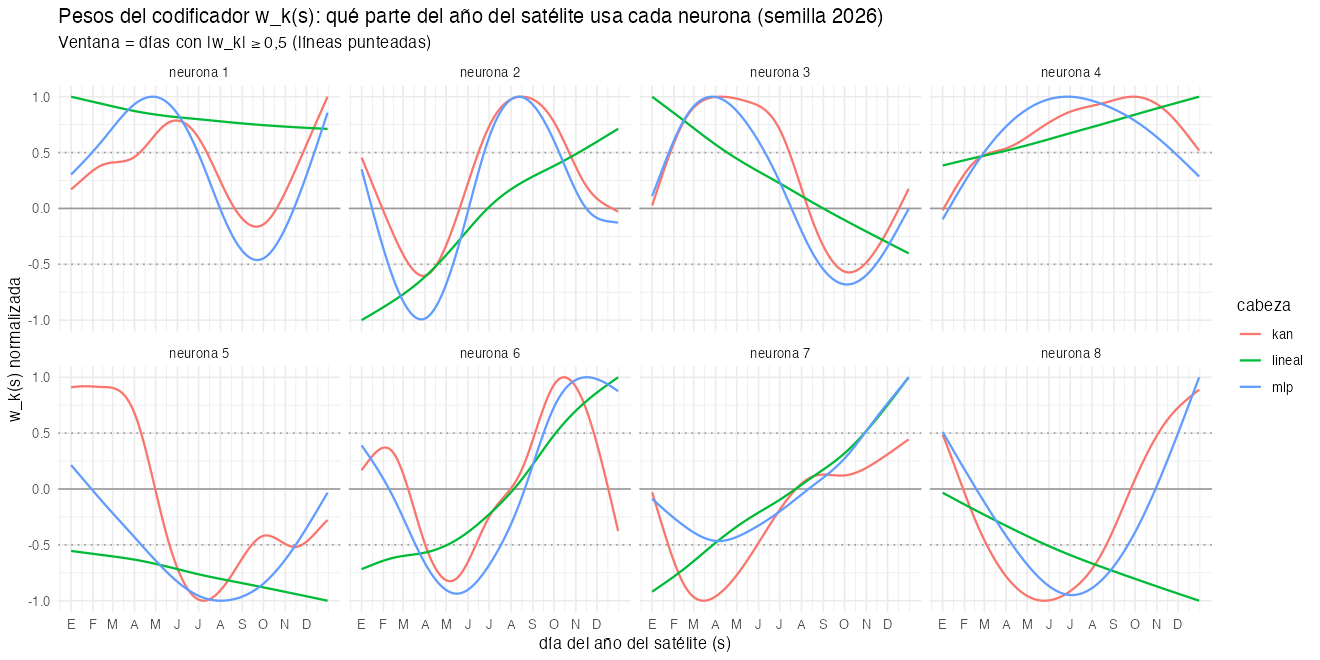 Pesos del codificador w_k(s): qué parte del año del satélite usa cada neurona (semilla 2026)
Ventana = días con |w_k| ≥ 0,5 (líneas punteadas)
neurona 1 neurona 2 neurona 3 neurona 4
1.0
0.5
0.0
-0.5
-1.0
neurona 5 neurona 6 neurona 7 neurona 8
1.0
0.5
0.0
-0.5
-1.0
E F M A M J J A S O N D E F M A M J J A S O N D E F M A M J J A S O N D E F M A M J J A S O N D
día del año del satélite (s)
w_k(s) normalizada
cabeza
kan
lineal
mlp